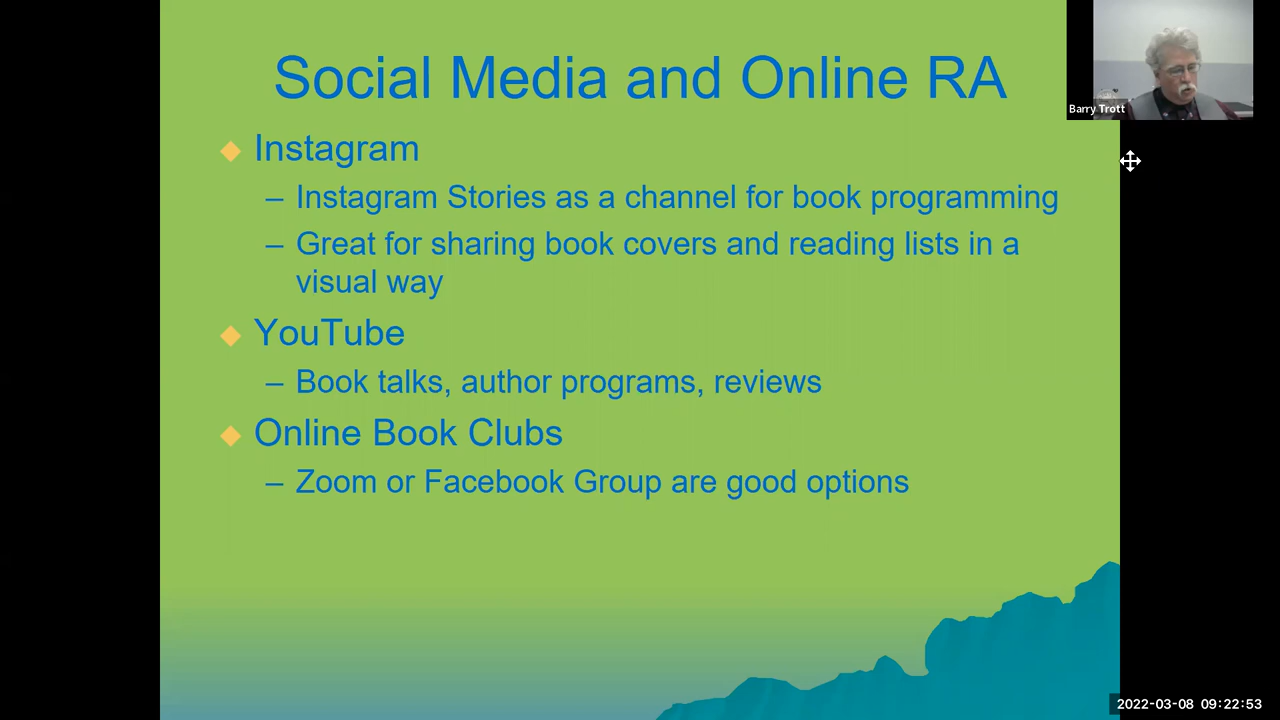 Social Media and Online RA
Barry Trott
Instagram
– Instagram Stories as a channel for book programming
– Great for sharing book covers and reading lists in a
visual way
YouTube
– Book talks, author programs, reviews
Online Book Clubs
– Zoom or Facebook Group are good options
2022-03-08 09:22:53